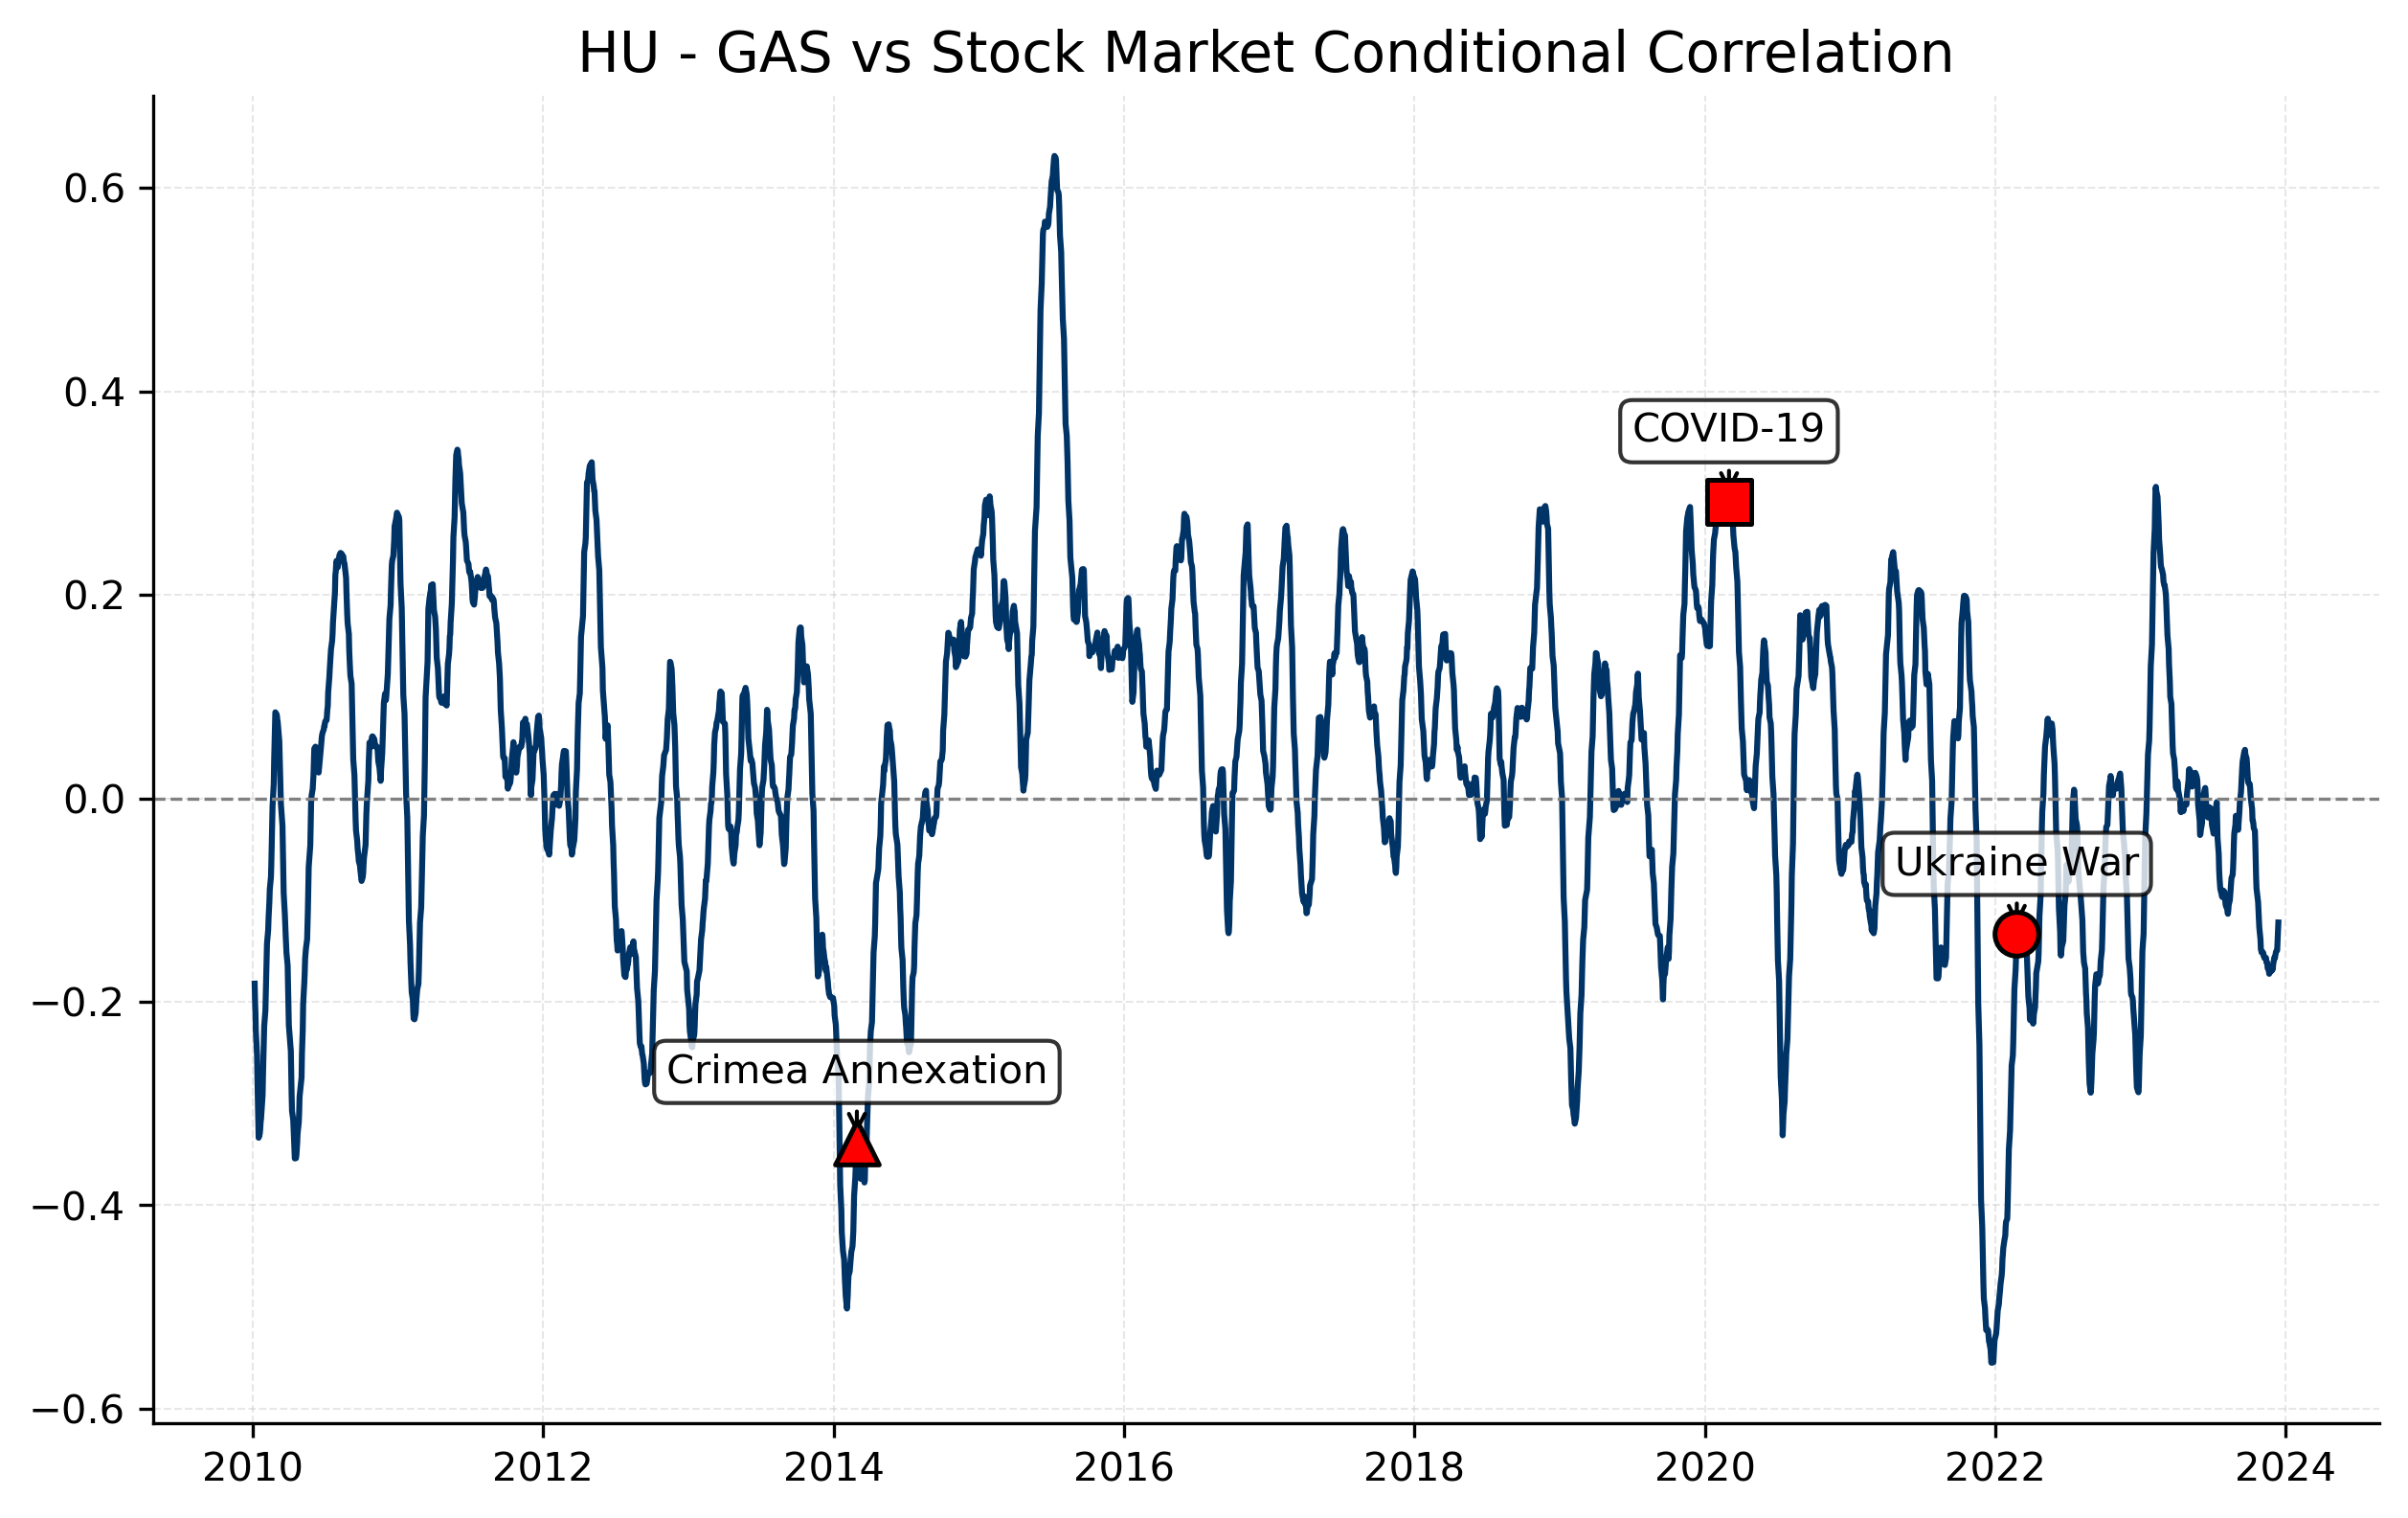 HU - GAS vs Stock Market Conditional Correlation
0.6
0.4
0.2
0.0
−0.2
−0.4
−0.6
COVID-19
Ukraine War
Crimea Annexation
2010 2012 2014 2016 2018 2020 2022 2024